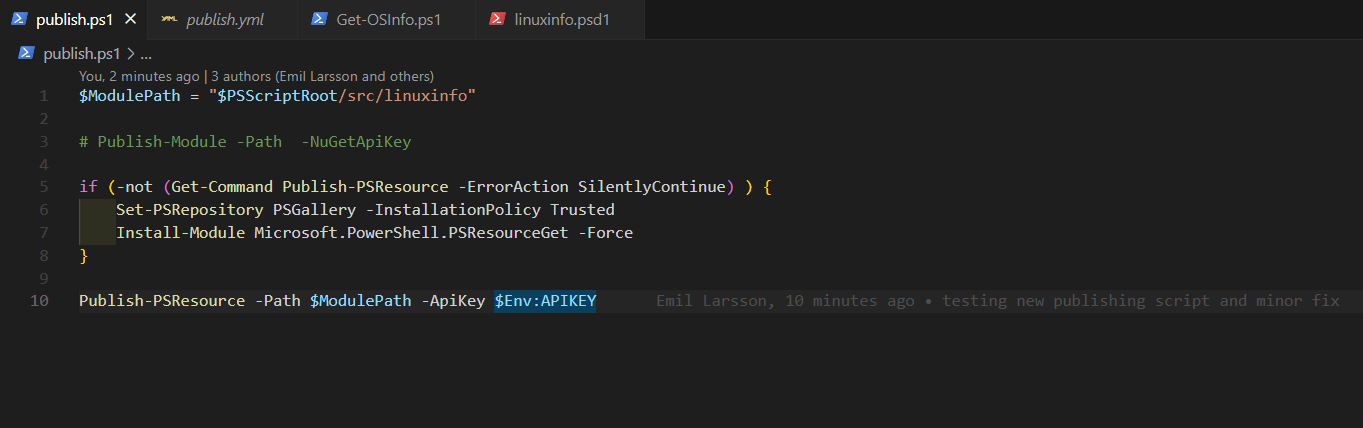 publish.ps1
YAML publish.yml
Get-OSInfo.ps1
linuxinfo.psd1
publish.ps1 > ...
You, 2 minutes ago | 3 authors (Emil Larsson and others)
1 $ModulePath = "$PSScriptRoot/src/linuxinfo"
2
3 # Publish-Module -Path  -NuGetApiKey
4
5 if (-not (Get-Command Publish-PSResource -ErrorAction SilentlyContinue) ) {
6     Set-PSRepository PSGallery -InstallationPolicy Trusted
7     Install-Module Microsoft.PowerShell.PSResourceGet -Force
8 }
9
10 Publish-PSResource -Path $ModulePath -ApiKey $Env:APIKEY Emil Larsson, 10 minutes ago • testing new publishing script and minor fix